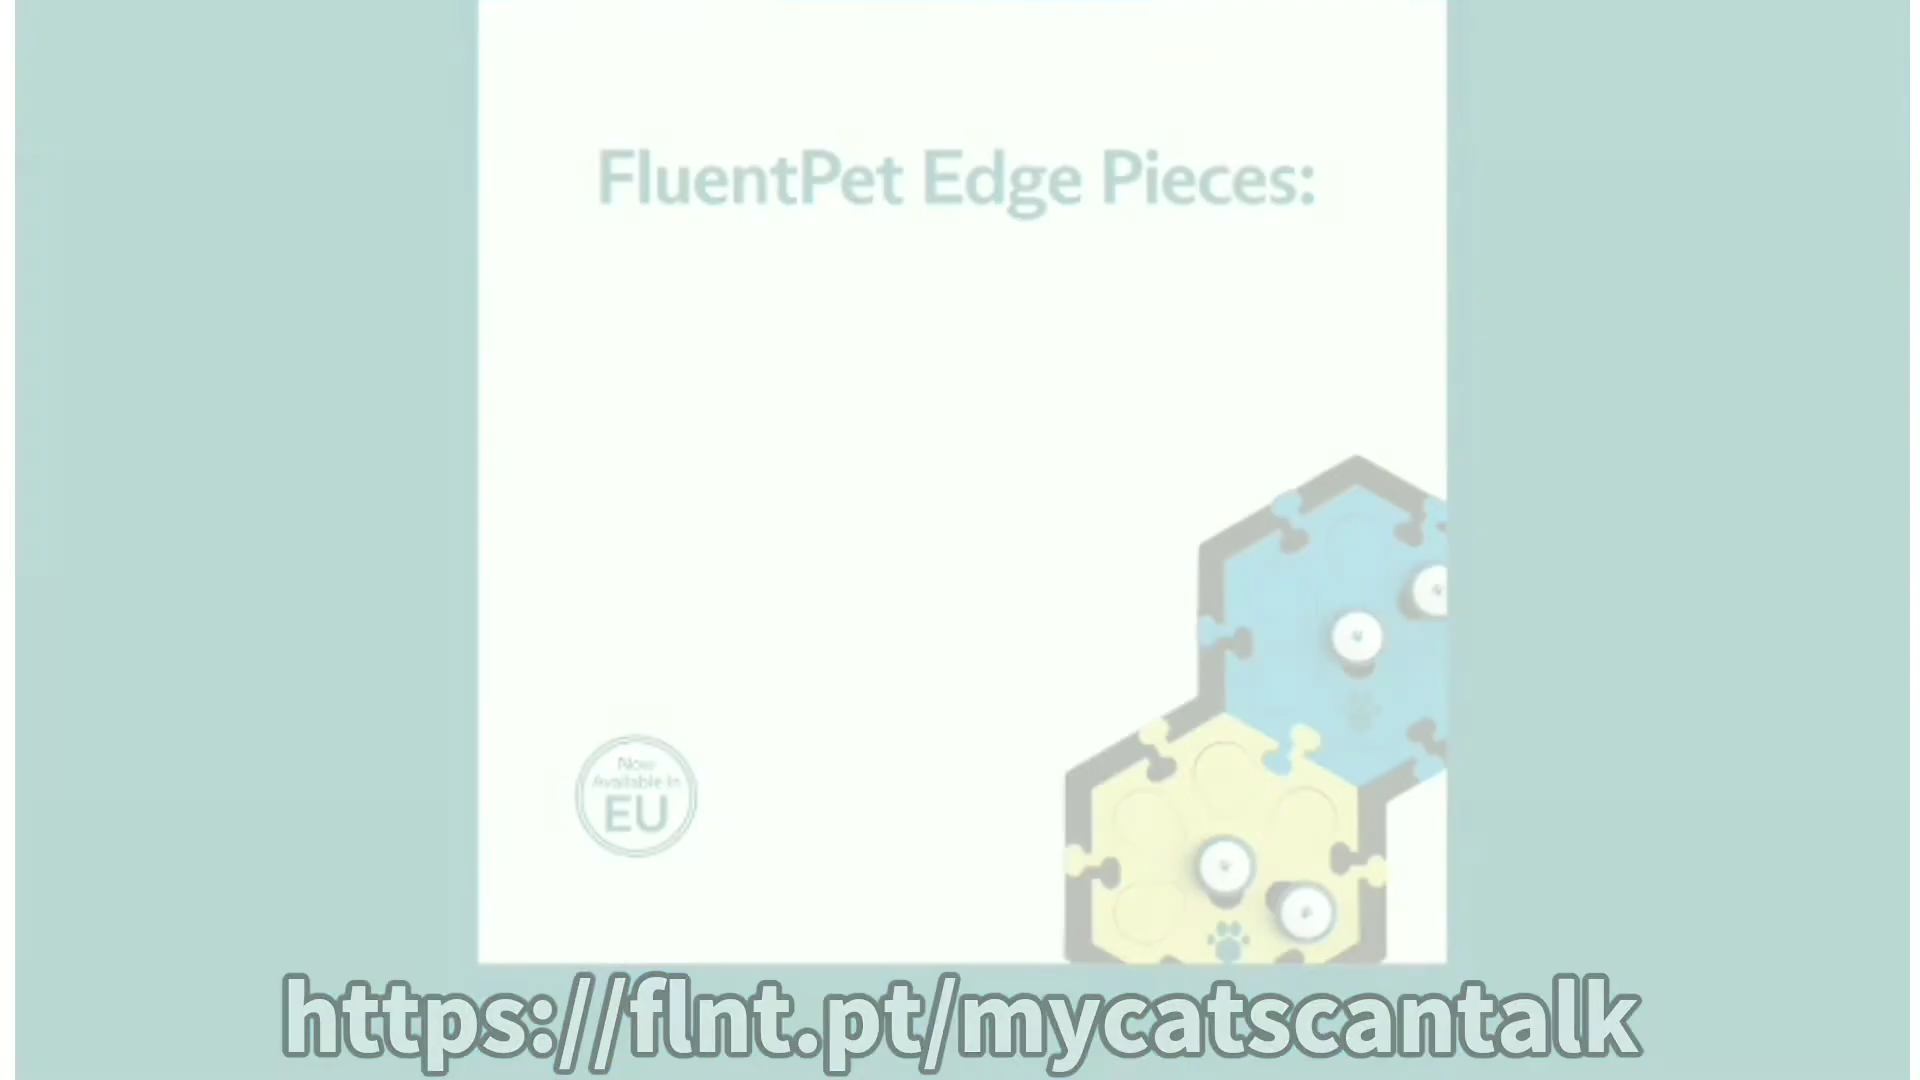 FluentPet Edge Pieces:
Now
Available In
EU
https://flnt.pt/mycatscantalk